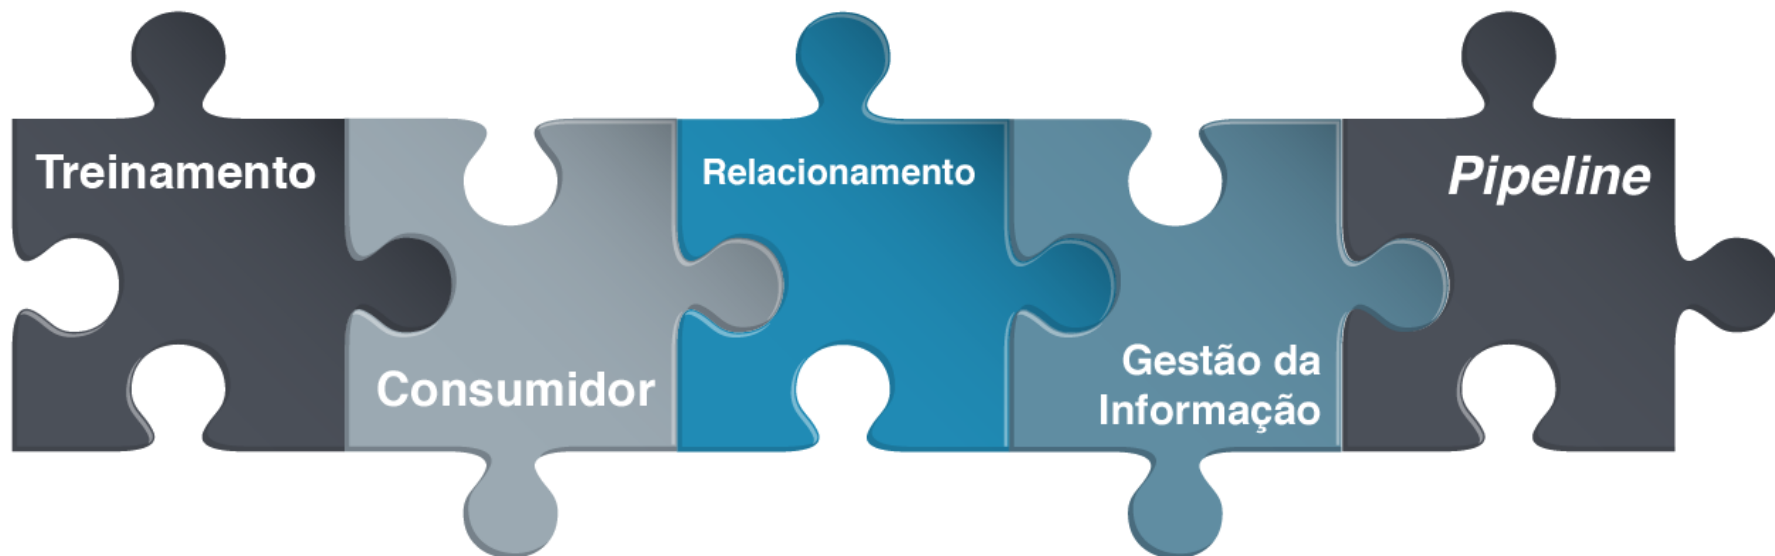 Treinamento
Consumidor
Relacionamento
Gestão da
Informação
Pipeline